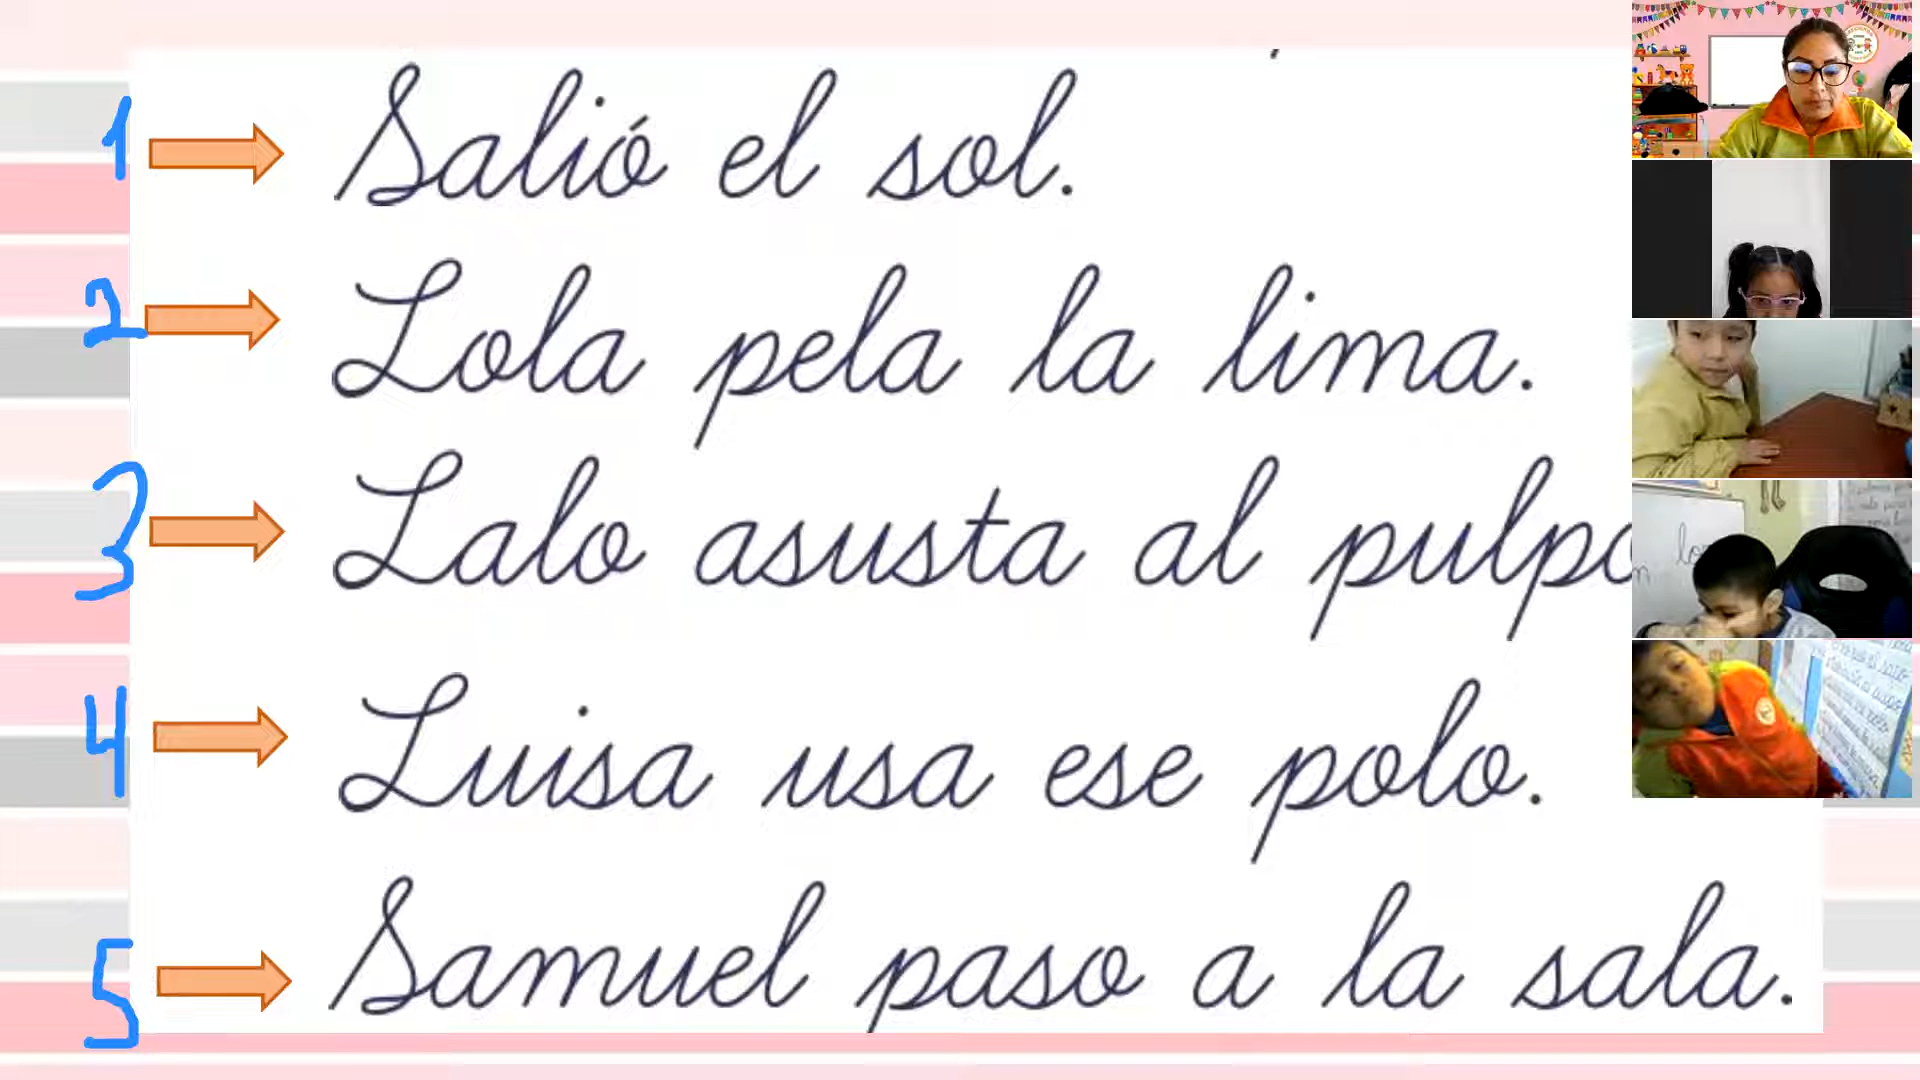 1 Salió el sol.
2 Lola pela la lima.
3 Lalo asusta al pulpo
4 Luisa usa ese polo.
5 Samuel paso a la sala.